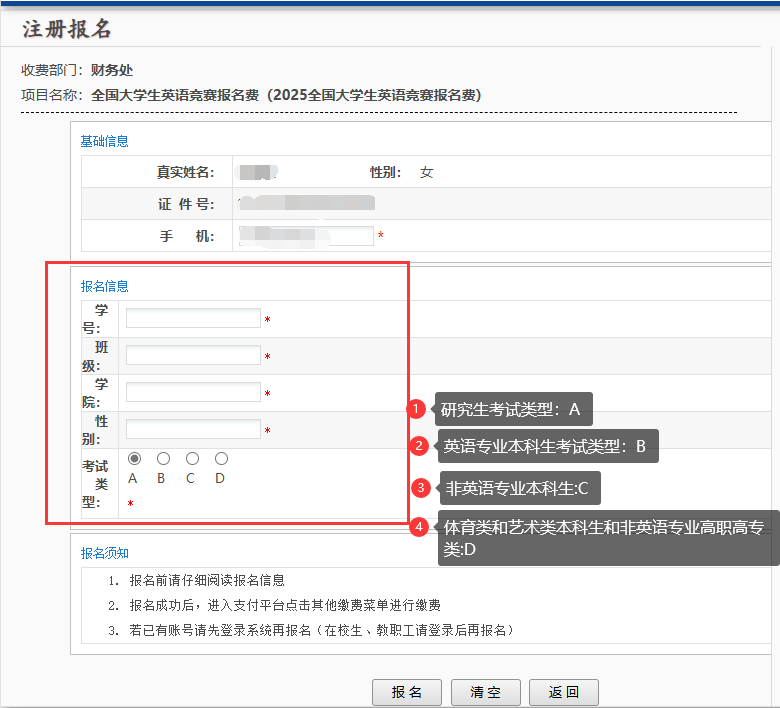 注册报名
收费部门：财务处
项目名称：全国大学生英语竞赛报名费（2025全国大学生英语竞赛报名费）
基础信息
真实姓名： 性别： 女
证 件 号：
手 机： *
报名信息
学
号： *
班
级： *
学
院： *
性
别： *
考试
类
型：
A B C D
*
1 研究生考试类型：A
2 英语专业本科生考试类型：B
3 非英语专业本科生:C
4 体育类和艺术类本科生和非英语专业高职高专
类:D
报名须知
1. 报名前请仔细阅读报名信息
2. 报名成功后，进入支付平台点击其他缴费菜单进行缴费
3. 若已有账号请先登录系统再报名（在校生、教职工请登录后再报名）
报 名 清 空 返 回